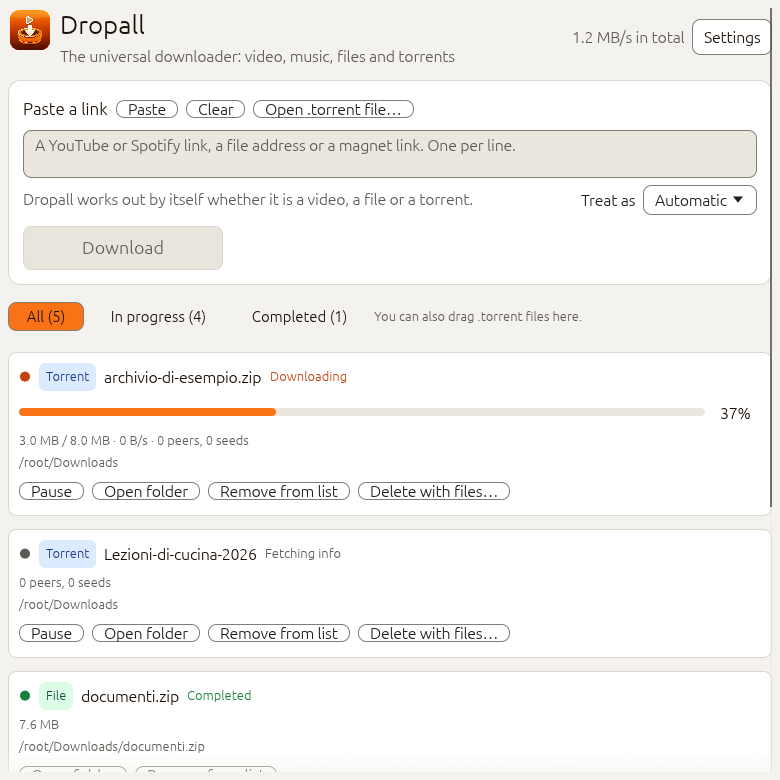 Dropall
The universal downloader: video, music, files and torrents
1.2 MB/s in total
Settings
Paste a link Paste Clear Open .torrent file…
A YouTube or Spotify link, a file address or a magnet link. One per line.
Dropall works out by itself whether it is a video, a file or a torrent. Treat as Automatic
Download
All (5) In progress (4) Completed (1) You can also drag .torrent files here.
Torrent archivio-di-esempio.zip Downloading
37%
3.0 MB / 8.0 MB · 0 B/s · 0 peers, 0 seeds
/root/Downloads
Pause Open folder Remove from list Delete with files…
Torrent Lezioni-di-cucina-2026 Fetching info
0 peers, 0 seeds
/root/Downloads
Pause Open folder Remove from list Delete with files…
File documenti.zip Completed
7.6 MB
/root/Downloads/documenti.zip
Open folder Remove from list